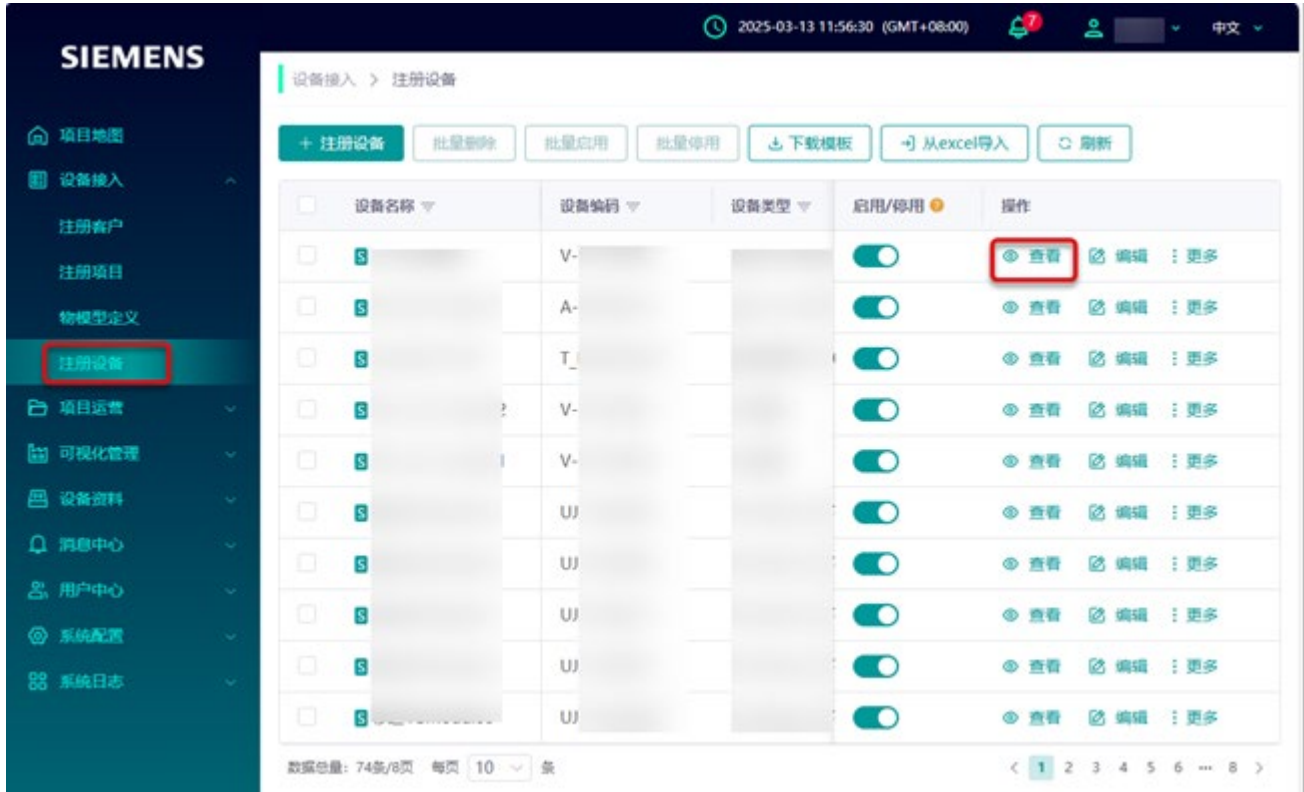 SIEMENS
2025-03-13 11:56:30 (GMT+08:00)
7
中文
设备接入 > 注册设备
项目地图
设备接入
注册客户
注册项目
物模型定义
注册设备
项目运营
可视化管理
设备资料
消息中心
用户中心
系统配置
系统日志
+ 注册设备 批量删除 批量启用 批量停用 下载模板 从excel导入 刷新
设备名称 设备编码 设备类型 启用/停用 操作
S V- 查看 编辑 更多
S A- 查看 编辑 更多
S T_ 查看 编辑 更多
S V- 查看 编辑 更多
S V- 查看 编辑 更多
S UJ 查看 编辑 更多
S UJ 查看 编辑 更多
S UJ 查看 编辑 更多
S UJ 查看 编辑 更多
S UJ 查看 编辑 更多
数据总量: 74条/8页 每页 10 条 < 1 2 3 4 5 6 ··· 8 >